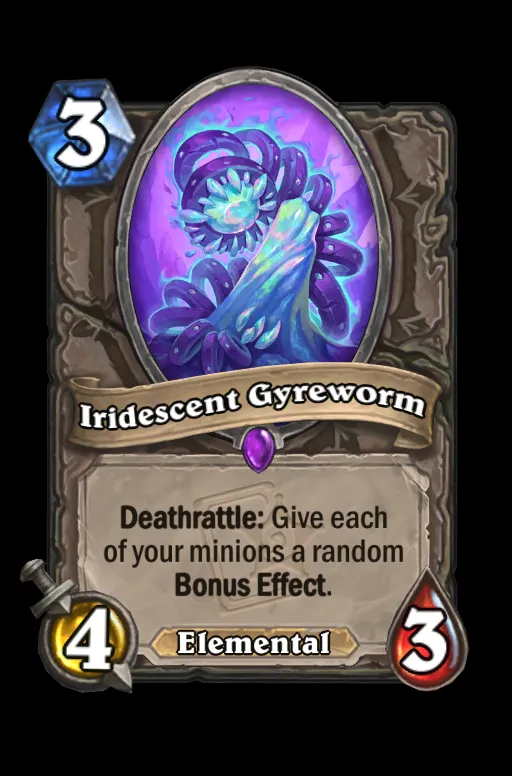 3
Iridescent Gyreworm
Deathrattle: Give each
of your minions a random
Bonus Effect.
4
Elemental
3